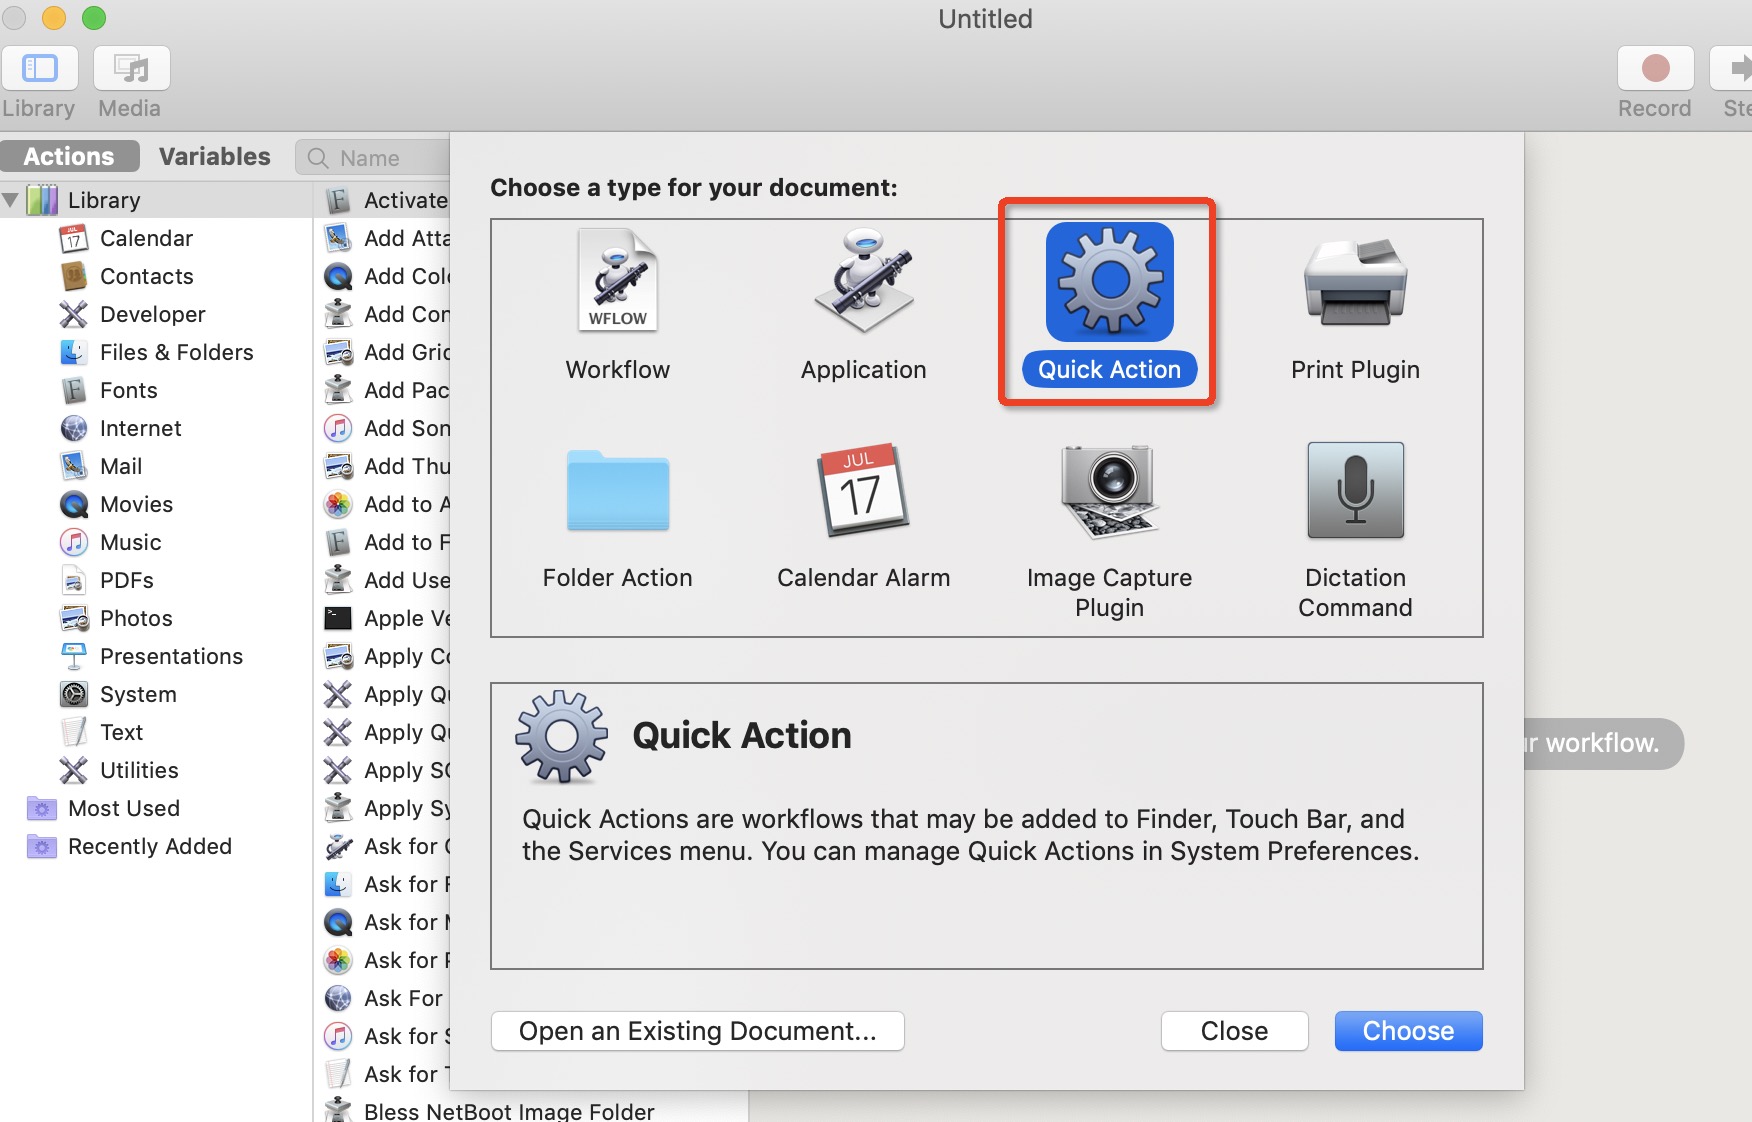 Untitled
Library
Media
Record
Ste
Actions
Variables
Name
Library
Calendar
Contacts
Developer
Files & Folders
Fonts
Internet
Mail
Movies
Music
PDFs
Photos
Presentations
System
Text
Utilities
Most Used
Recently Added
Activate
Add Atta
Add Colo
Add Con
Add Grid
Add Pac
Add Son
Add Thu
Add to A
Add to F
Add Use
Apple Ve
Apply Co
Apply Qu
Apply Qu
Apply SQ
Apply Sy
Ask for
Ask for F
Ask for M
Ask for
Ask For
Ask for S
Ask for T
Bless NetBoot Image Folder
Choose a type for your document:
WFLOW
Workflow
Application
Quick Action
Print Plugin
Folder Action
JUL
17
Calendar Alarm
Image Capture
Plugin
Dictation
Command
Quick Action
Quick Actions are workflows that may be added to Finder, Touch Bar, and
the Services menu. You can manage Quick Actions in System Preferences.
ur workflow.
Open an Existing Document...
Close
Choose